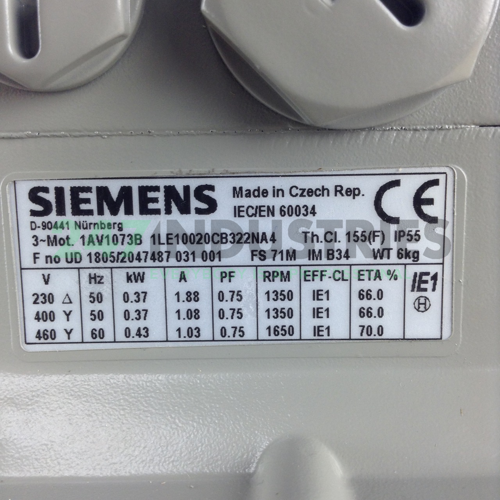 SIEMENS Made in Czech Rep. CE
D-90441 Nürnberg IEC/EN 60034
3~Mot. 1AV1073B 1LE10020CB322NA4 Th.Cl. 155(F) IP55
F no UD 1805/2047487 031 001 FS 71M IM B34 WT 6kg
V Hz kW A PF RPM EFF-CL ETA % IE1
230 Δ 50 0.37 1.88 0.75 1350 IE1 66.0 H
400 Y 50 0.37 1.08 0.75 1350 IE1 66.0
460 Y 60 0.43 1.03 0.75 1650 IE1 70.0
INDUSTRIES